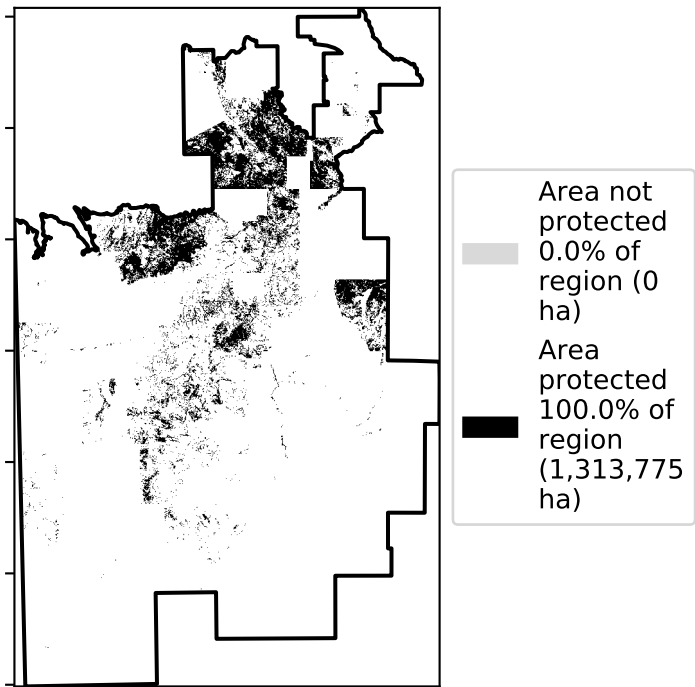 Area not
protected
0.0% of
region (0
ha)
Area
protected
100.0% of
region
(1,313,775
ha)